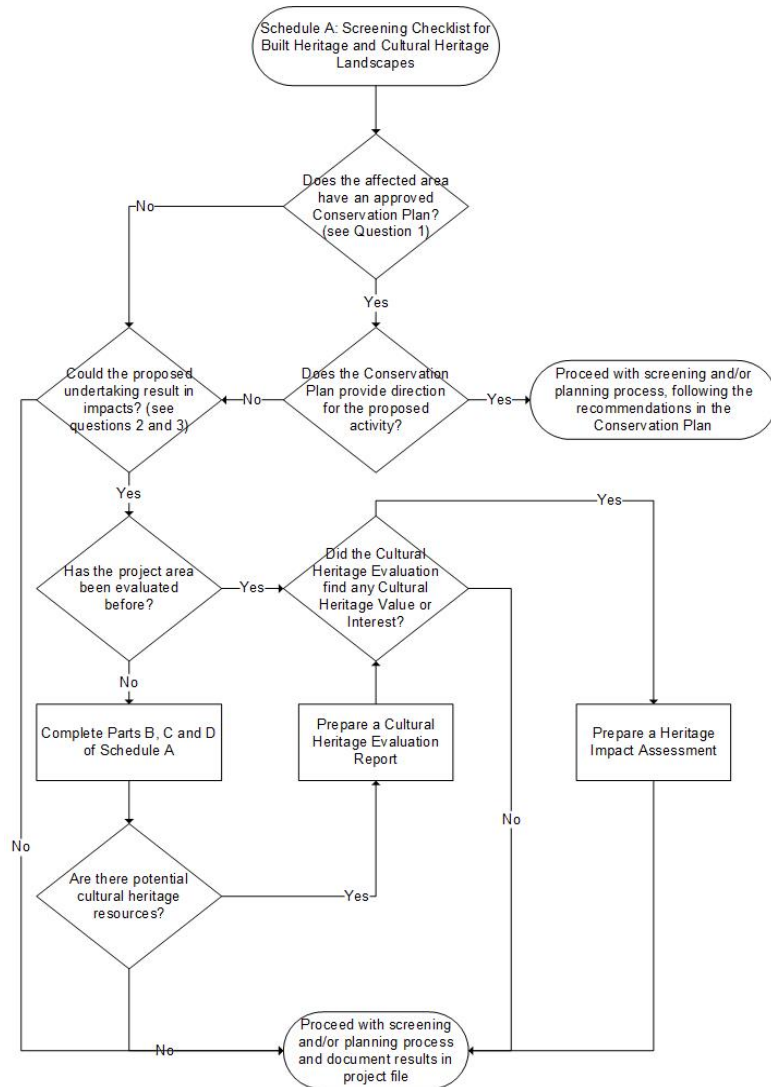 Schedule A: Screening Checklist for
Built Heritage and Cultural Heritage
Landscapes
Does the affected area
have an approved
Conservation Plan?
(see Question 1)
No
Yes
Could the proposed
undertaking result in
impacts? (see
questions 2 and 3)
No
Does the Conservation
Plan provide direction
for the proposed
activity?
Yes
Proceed with screening and/or
planning process, following the
recommendations in the
Conservation Plan
Yes
Yes
Has the project area
been evaluated
before?
Yes
Did the Cultural
Heritage Evaluation
find any Cultural
Heritage Value or
Interest?
No
Complete Parts B, C and D
of Schedule A
Prepare a Cultural
Heritage Evaluation
Report
Prepare a Heritage
Impact Assessment
No
No
Are there potential
cultural heritage
resources?
Yes
No
Proceed with screening
and/or planning process
and document results in
project file